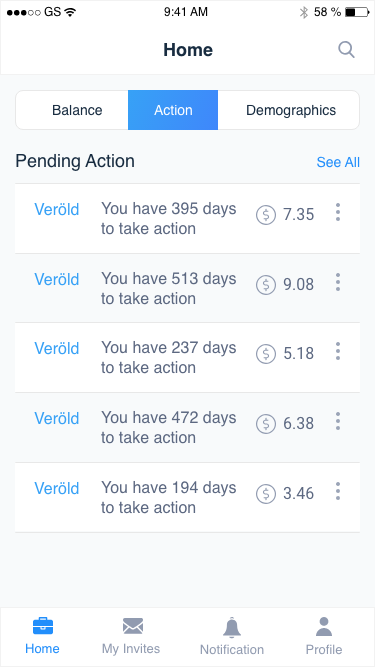 GS 9:41 AM 58 %
Home
Balance Action Demographics
Pending Action See All
Veröld You have 395 days $ 7.35
to take action
Veröld You have 513 days $ 9.08
to take action
Veröld You have 237 days $ 5.18
to take action
Veröld You have 472 days $ 6.38
to take action
Veröld You have 194 days $ 3.46
to take action
Home My Invites Notification Profile